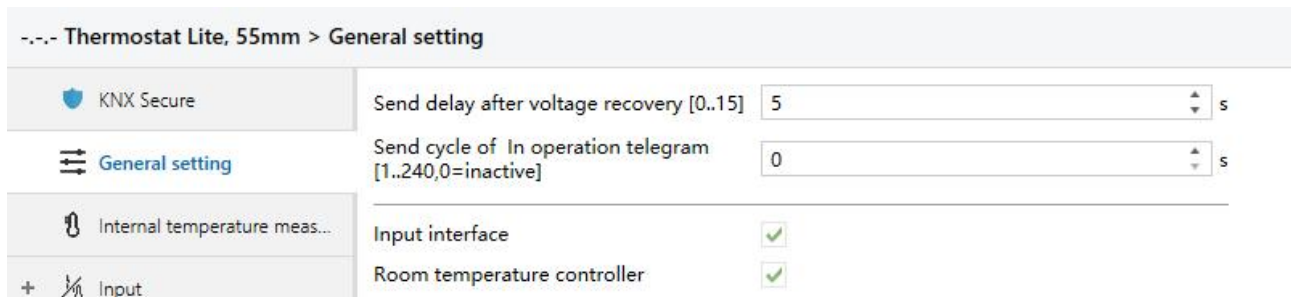 -.-.- Thermostat Lite, 55mm > General setting
KNX Secure
General setting
Internal temperature meas...
+ Input
Send delay after voltage recovery [0..15] 5 s
Send cycle of In operation telegram
[1..240,0=inactive] 0 s
Input interface
Room temperature controller